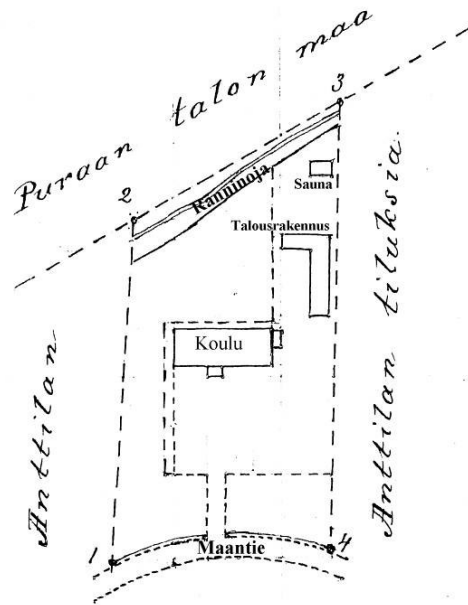 Puraan talon maa
3
2
Ranninoja
Sauna
Talousrakennus
Koulu
Anttilan
Anttilan tiluksia.
1
Maantie
4